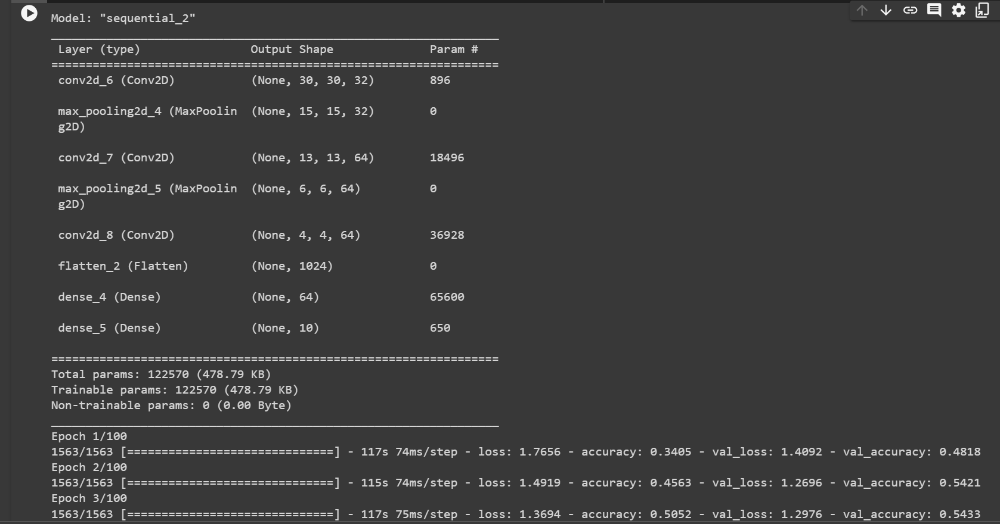 Model: "sequential_2"
_________________________________________________________________
Layer (type) Output Shape Param #
=================================================================
conv2d_6 (Conv2D) (None, 30, 30, 32) 896
max_pooling2d_4 (MaxPoolin (None, 15, 15, 32) 0
g2D)
conv2d_7 (Conv2D) (None, 13, 13, 64) 18496
max_pooling2d_5 (MaxPoolin (None, 6, 6, 64) 0
g2D)
conv2d_8 (Conv2D) (None, 4, 4, 64) 36928
flatten_2 (Flatten) (None, 1024) 0
dense_4 (Dense) (None, 64) 65600
dense_5 (Dense) (None, 10) 650
=================================================================
Total params: 122570 (478.79 KB)
Trainable params: 122570 (478.79 KB)
Non-trainable params: 0 (0.00 Byte)
_________________________________________________________________
Epoch 1/100
1563/1563 [==============================] - 117s 74ms/step - loss: 1.7656 - accuracy: 0.3405 - val_loss: 1.4092 - val_accuracy: 0.4818
Epoch 2/100
1563/1563 [==============================] - 115s 74ms/step - loss: 1.4919 - accuracy: 0.4563 - val_loss: 1.2696 - val_accuracy: 0.5421
Epoch 3/100
1563/1563 [==============================] - 117s 75ms/step - loss: 1.3694 - accuracy: 0.5052 - val_loss: 1.2976 - val_accuracy: 0.5433